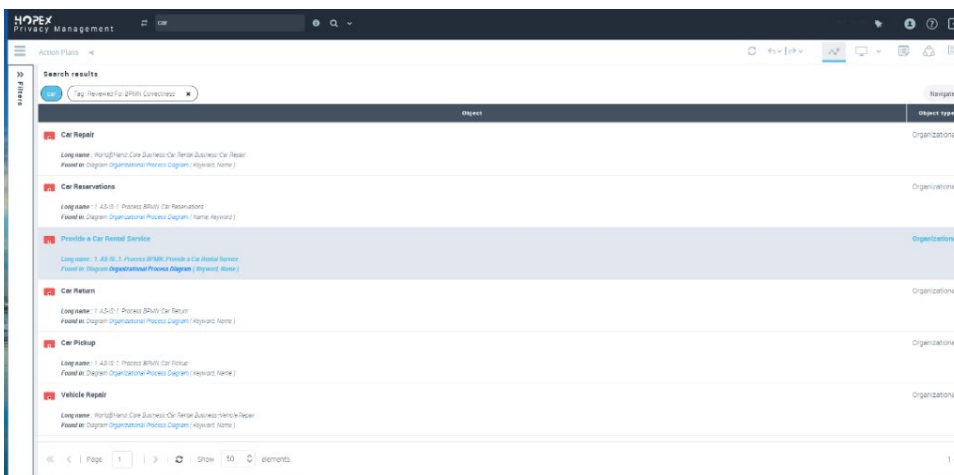 HOPEX
Privacy Management
car
Action Plans
Filters
Search results
car
Tag: Reviewed For BPMN Correctness
Navigate
Object
Object type
Car Repair
Organizationa
Long name : World@Hand::Core Business::Car Rental Business::Car Repair
Found in: Diagram Organizational Process Diagram ( Keyword, Name )
Car Reservations
Organizationa
Long name : 1. AS-IS::1. Process BPMN::Car Reservations
Found in: Diagram Organizational Process Diagram ( Name, Keyword )
Provide a Car Rental Service
Organizationa
Long name : 1. AS-IS::1. Process BPMN::Provide a Car Rental Service
Found in: Diagram Organizational Process Diagram ( Keyword, Name )
Car Return
Organizationa
Long name : 1. AS-IS::1. Process BPMN::Car Return
Found in: Diagram Organizational Process Diagram ( Keyword, Name )
Car Pickup
Organizationa
Long name : 1. AS-IS::1. Process BPMN::Car Pickup
Found in: Diagram Organizational Process Diagram ( Keyword, Name )
Vehicle Repair
Organizationa
Long name : World@Hand::Core Business::Car Rental Business::Vehicle Repair
Found in: Diagram Organizational Process Diagram ( Keyword, Name )
Page 1 Show 50 elements
1